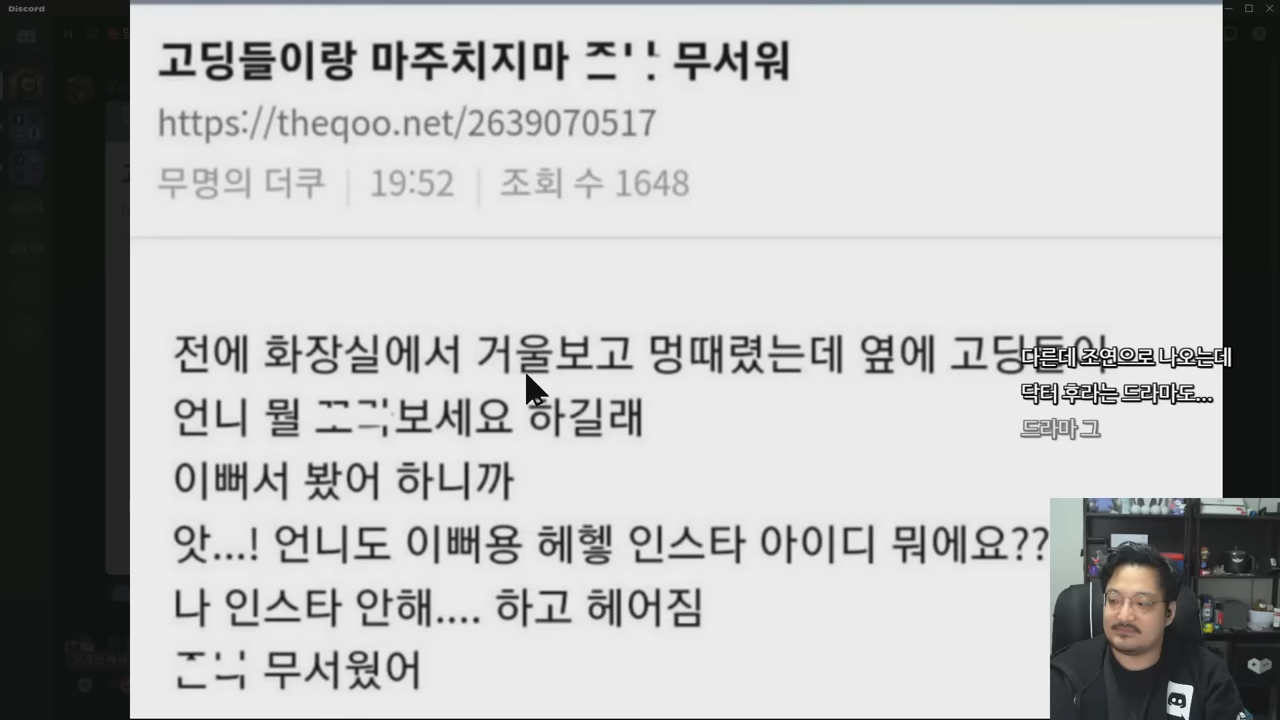 Discord
고딩들이랑 마주치지마 무서워
https://theqoo.net/2639070517
무명의 더쿠 | 19:52 | 조회 수 1648
전에 화장실에서 거울보고 멍때렸는데 옆에 고딩들이
언니 뭘 보세요 하길래
이뻐서 봤어 하니까
앗...! 언니도 이뻐용 헤헿 인스타 아이디 뭐에요??
나 인스타 안해.... 하고 헤어짐
무서웠어
다른데 조연으로 나오는데
닥터 후라는 드라마도...
드라마 그